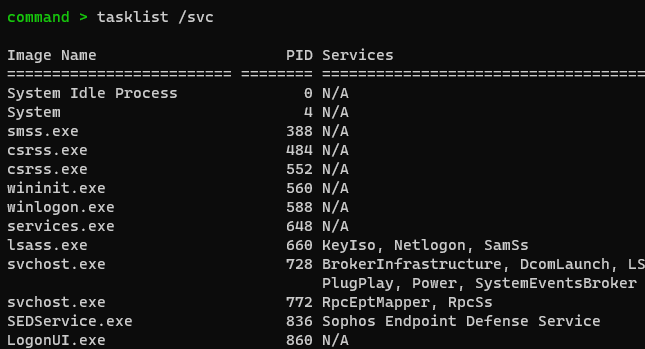 command > tasklist /svc
Image Name                     PID Services
========================= ======== ====================================
System Idle Process              0 N/A
System                           4 N/A
smss.exe                       388 N/A
csrss.exe                      484 N/A
csrss.exe                      552 N/A
wininit.exe                    560 N/A
winlogon.exe                   588 N/A
services.exe                   648 N/A
lsass.exe                      660 KeyIso, Netlogon, SamSs
svchost.exe                    728 BrokerInfrastructure, DcomLaunch, LS
                                   PlugPlay, Power, SystemEventsBroker
svchost.exe                    772 RpcEptMapper, RpcSs
SEDService.exe                 836 Sophos Endpoint Defense Service
LogonUI.exe                    860 N/A